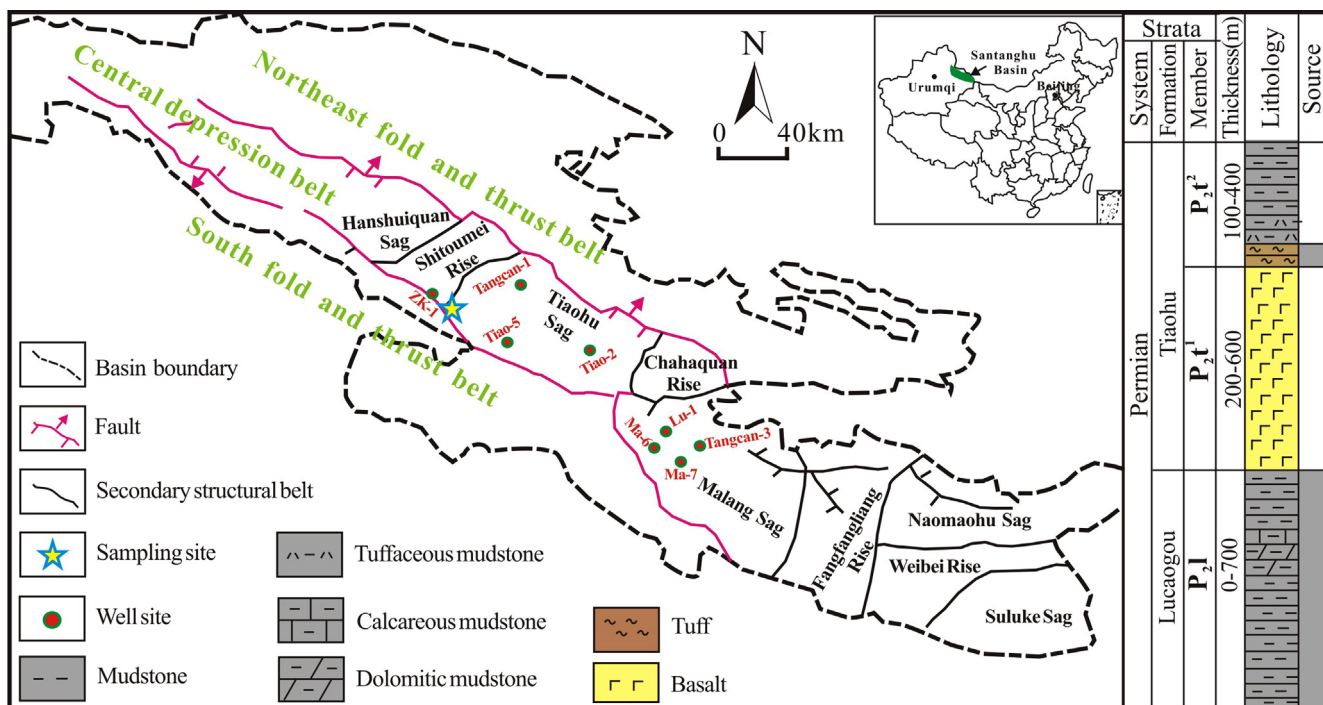 Northeast fold and thrust belt
Central depression belt
South fold and thrust belt
N
0 40km
Santanghu
Basin
Urumqi
Beijing
Hanshuiquan
Sag
Shitoumei
Rise
Tangcan-1
ZK-1
Tiaohu
Sag
Tiao-5
Tiao-2
Chahaquan
Rise
Lu-1
Ma-6
Tangcan-3
Ma-7
Malang Sag
Fangfangliang
Rise
Naomaohu Sag
Weibei Rise
Suluke Sag
Basin boundary
Fault
Secondary structural belt
Sampling site
Well site
Mudstone
Tuffaceous mudstone
Calcareous mudstone
Dolomitic mudstone
Tuff
Basalt
Strata
System
Formation
Member
Thickness(m)
Lithology
Source
Permian
Tiaohu
P₂t²
100-400
P₂t¹
200-600
Lucaogou
P₂l
0-700